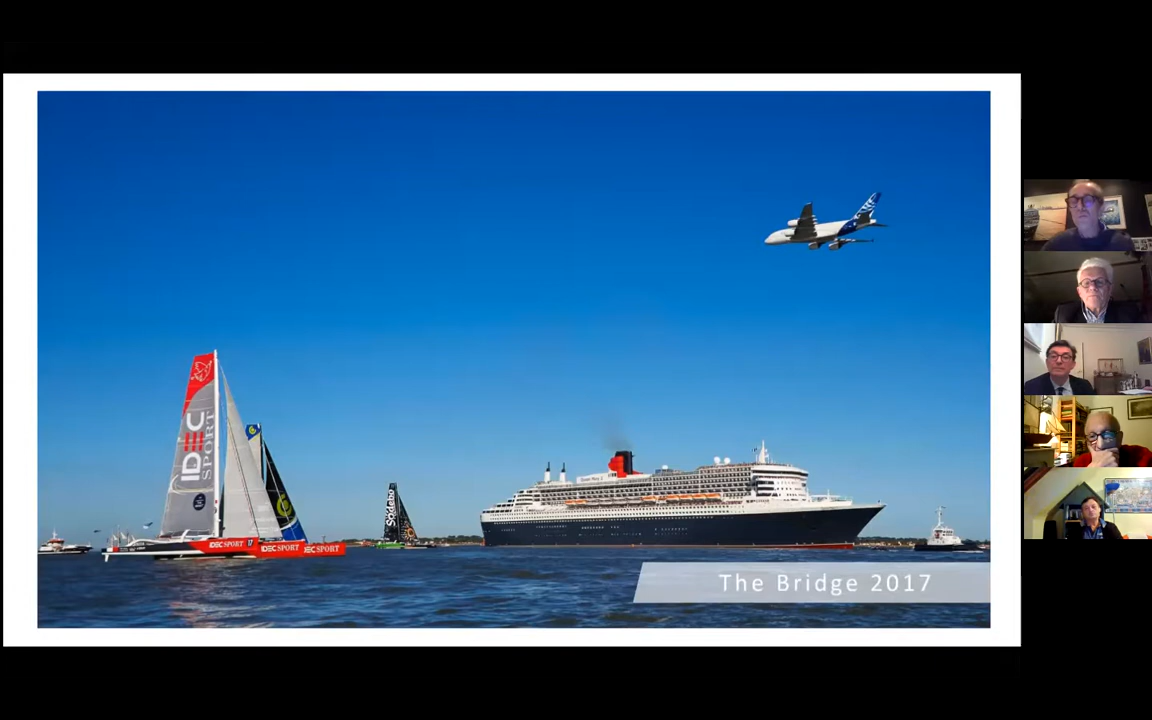 IDEC
SPORT
Sodebo
IDEC SPORT
IDEC SPORT
IDEC SPORT
The Bridge 2017